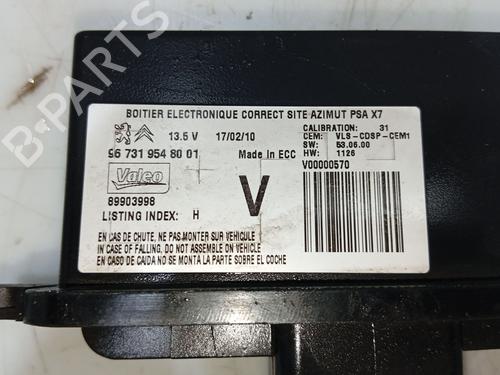 BOITIER ELECTRONIQUE CORRECT SITE AZIMUT PSA X7
13.5 V 17/02/10
CALIBRATION: 31
CEM: VLS-CDSP-CEM1
SW: 53.05.00
HW: 1126
96 731 954 80 01 Made in ECC
V00000570
Valeo
V
89903998
LISTING INDEX: H
EN CAS DE CHUTE, NE PAS MONTER SUR VEHICULE
IN CASE OF FALLING, DO NOT ASSEMBLE ON VEHICLE
EN CASO DE CAIDA NO SE MONTA LA PARTE SOBRE EL COCHE
B-PARTS